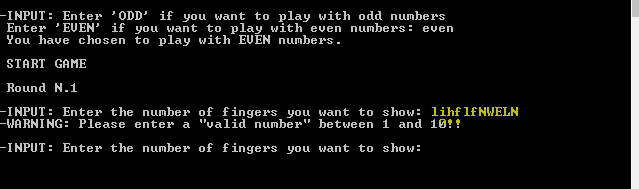 -INPUT: Enter 'ODD' if you want to play with odd numbers
Enter 'EVEN' if you want to play with even numbers: even
You have chosen to play with EVEN numbers.
START GAME
Round N.1
-INPUT: Enter the number of fingers you want to show: lihflfNWELN
-WARNING: Please enter a "valid number" between 1 and 10!!
-INPUT: Enter the number of fingers you want to show: